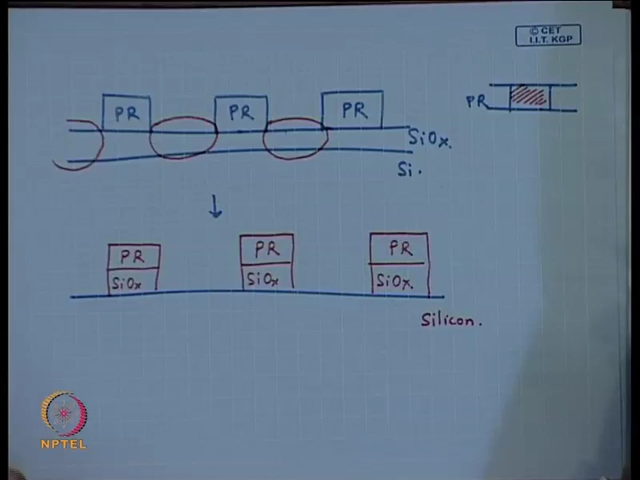 © CET
I.I.T. KGP
PR PR PR
PR
SiOx.
Si.
PR PR PR
SiOx SiOx SiOx.
Silicon.
NPTEL